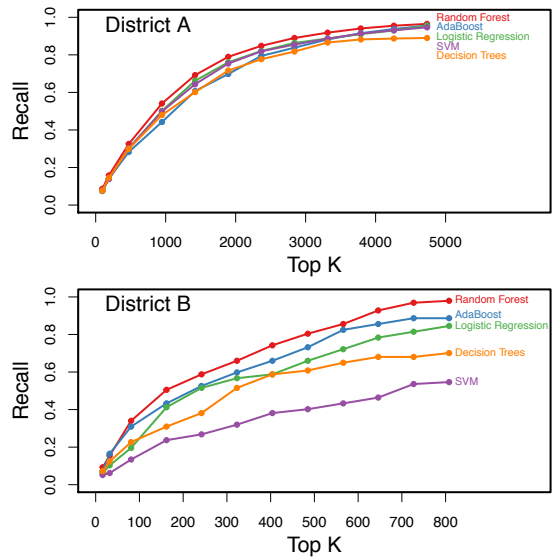 District A
Recall
0.0
0.2
0.4
0.6
0.8
1.0
Random Forest
AdaBoost
Logistic Regression
SVM
Decision Trees
0 1000 2000 3000 4000 5000
Top K
District B
Recall
0.0
0.2
0.4
0.6
0.8
1.0
Random Forest
AdaBoost
Logistic Regression
Decision Trees
SVM
0 100 200 300 400 500 600 700 800
Top K